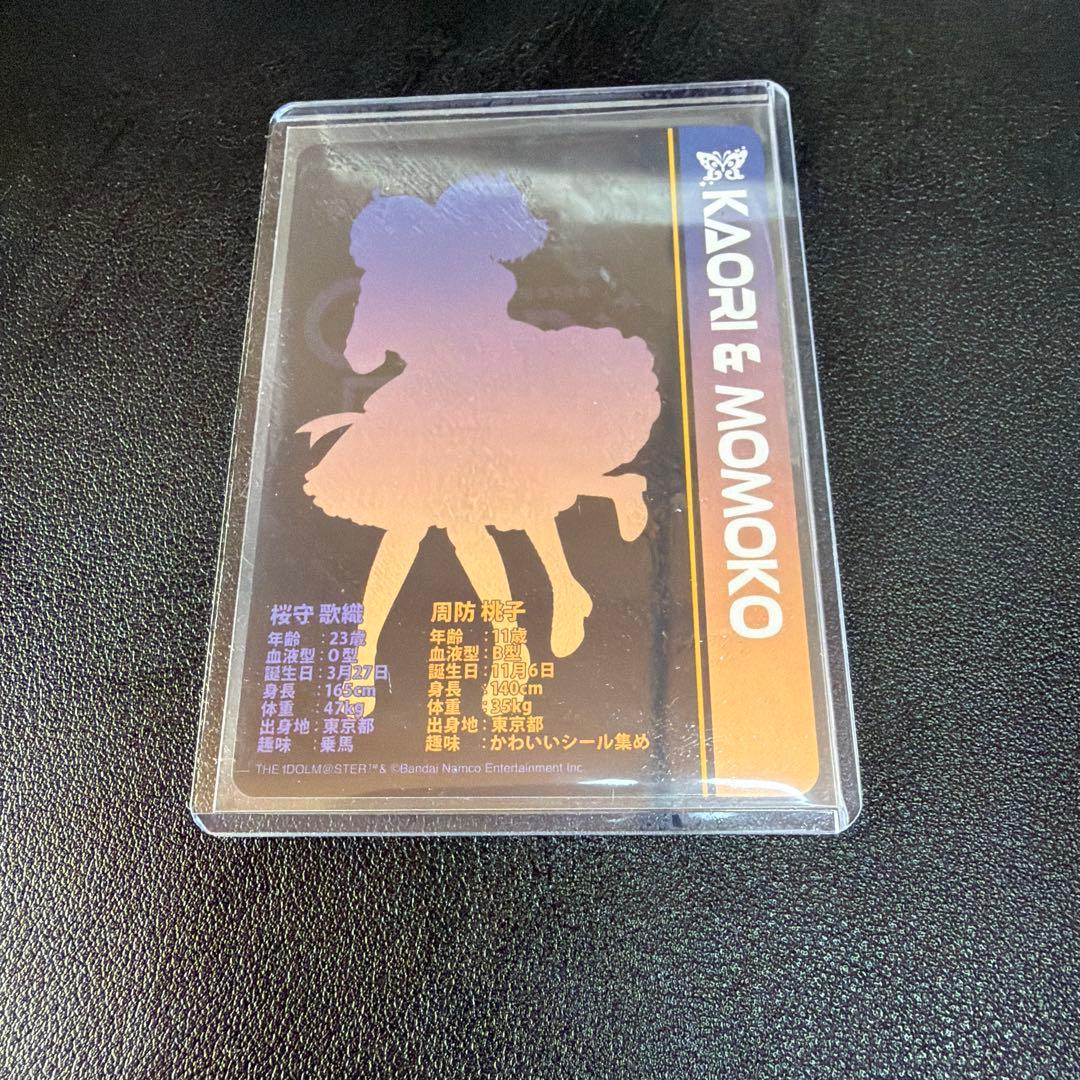 KAORI & MOMOKO
桜守 歌織
年齢 : 23歳
血液型 : O型
誕生日 : 3月27日
身長 : 165cm
体重 : 47kg
出身地 : 東京都
趣味 : 乗馬
周防 桃子
年齢 : 11歳
血液型 : B型
誕生日 : 11月6日
身長 : 140cm
体重 : 35kg
出身地 : 東京都
趣味 : かわいいシール集め
THE IDOLM@STER™& ©Bandai Namco Entertainment Inc.